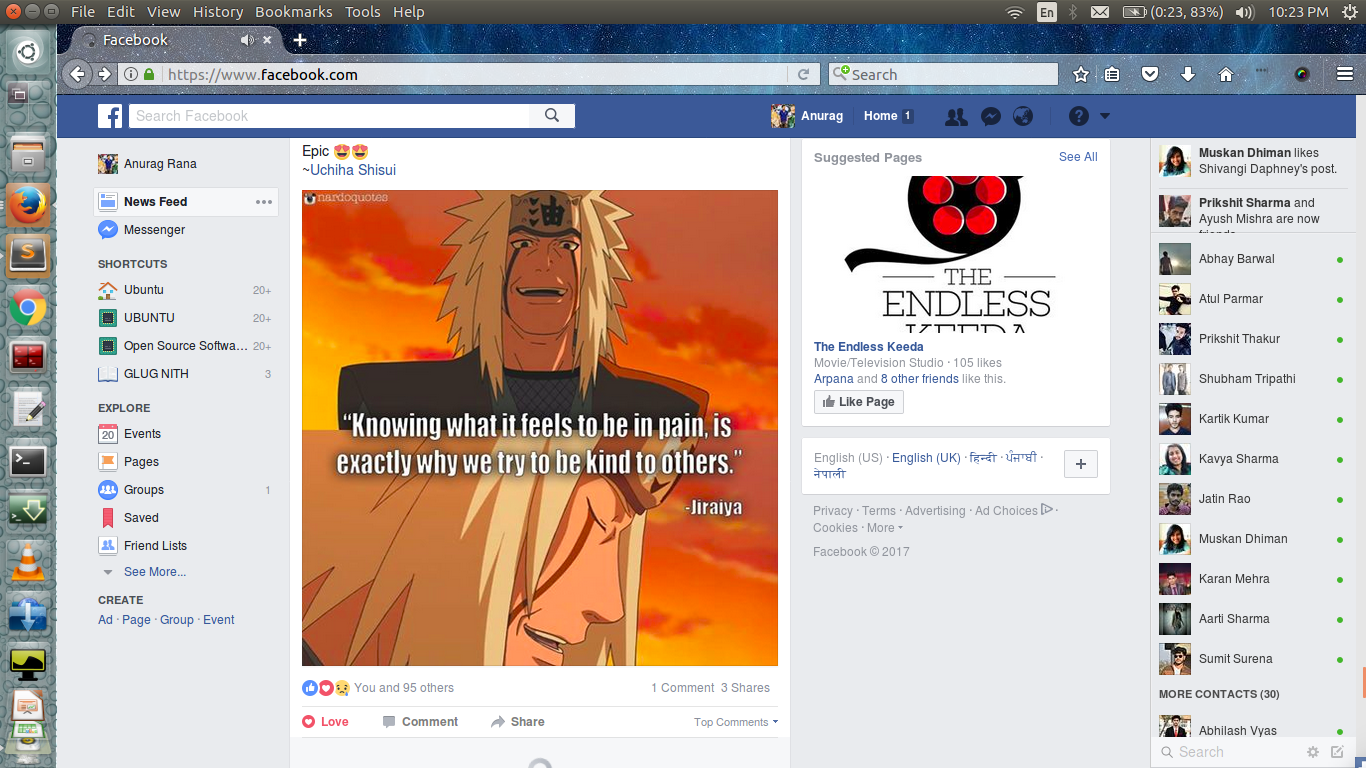 File Edit View History Bookmarks Tools Help
En
(0:23, 83%)
10:23 PM
Facebook
https://www.facebook.com
Search
Search Facebook
Anurag
Home 1
Anurag Rana
News Feed
Messenger
SHORTCUTS
Ubuntu 20+
UBUNTU 20+
Open Source Softwa... 20+
GLUG NITH 3
EXPLORE
20 Events
Pages
Groups 1
Saved
Friend Lists
See More...
CREATE
Ad · Page · Group · Event
Epic 😍😍
~Uchiha Shisui
nardoquotes
油
“Knowing what it feels to be in pain, is
exactly why we try to be kind to others.”
-Jiraiya
You and 95 others
1 Comment 3 Shares
Love Comment Share
Top Comments
Suggested Pages
See All
THE
ENDLESS
KEEDA
The Endless Keeda
Movie/Television Studio · 105 likes
Arpana and 8 other friends like this.
Like Page
English (US) · English (UK) · हिन्दी · ਪੰਜਾਬੀ ·
नेपाली
Privacy · Terms · Advertising · Ad Choices ·
Cookies · More
Facebook © 2017
Muskan Dhiman likes
Shivangi Daphney's post.
Prikshit Sharma and
Ayush Mishra are now
friends
Abhay Barwal
Atul Parmar
Prikshit Thakur
Shubham Tripathi
Kartik Kumar
Kavya Sharma
Jatin Rao
Muskan Dhiman
Karan Mehra
Aarti Sharma
Sumit Surena
MORE CONTACTS (30)
Abhilash Vyas
Search